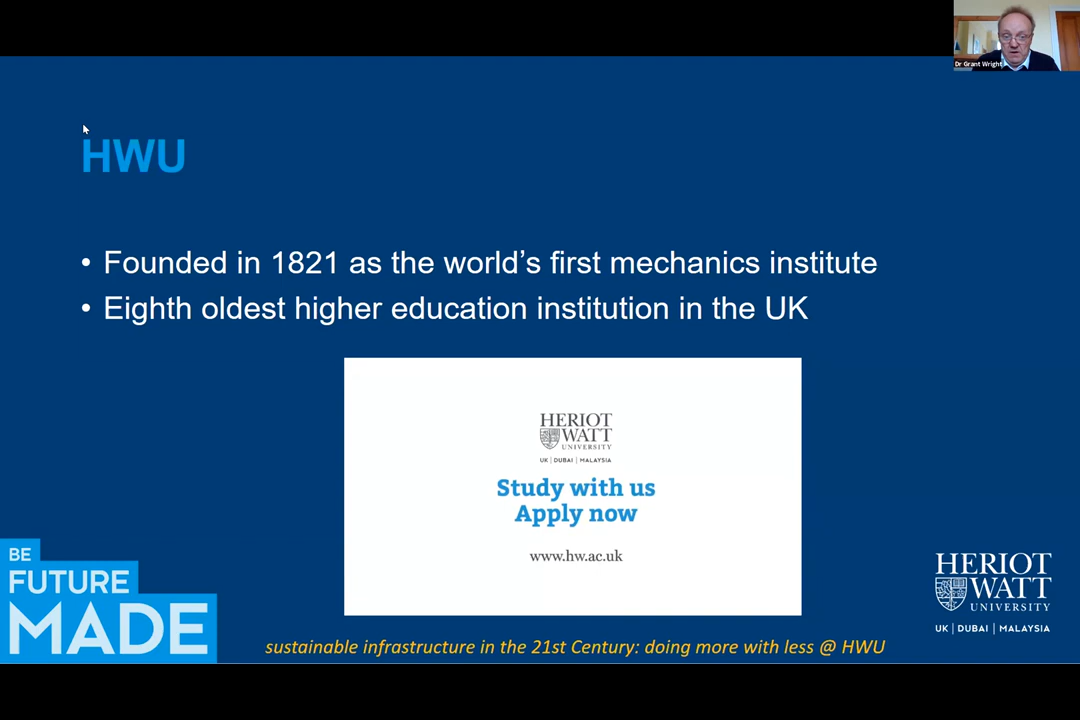 Dr Grant Wright
HWU
• Founded in 1821 as the world’s first mechanics institute
• Eighth oldest higher education institution in the UK
HERIOT
WATT
UNIVERSITY
UK | DUBAI | MALAYSIA
Study with us
Apply now
www.hw.ac.uk
BE
FUTURE
MADE
HERIOT
WATT
UNIVERSITY
UK | DUBAI | MALAYSIA
sustainable infrastructure in the 21st Century: doing more with less @ HWU